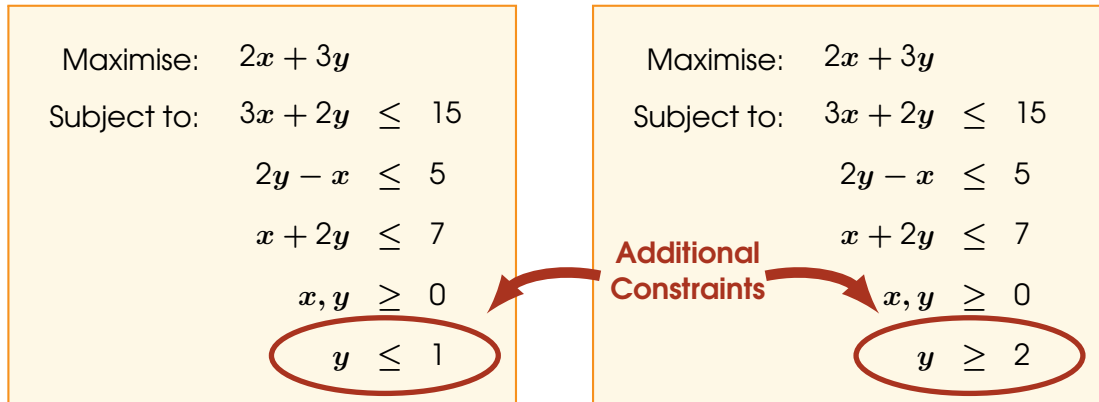 Maximise: 2x + 3y
Subject to: 3x + 2y ≤ 15
2y − x ≤ 5
x + 2y ≤ 7
x, y ≥ 0
y ≤ 1
Additional
Constraints
Maximise: 2x + 3y
Subject to: 3x + 2y ≤ 15
2y − x ≤ 5
x + 2y ≤ 7
x, y ≥ 0
y ≥ 2